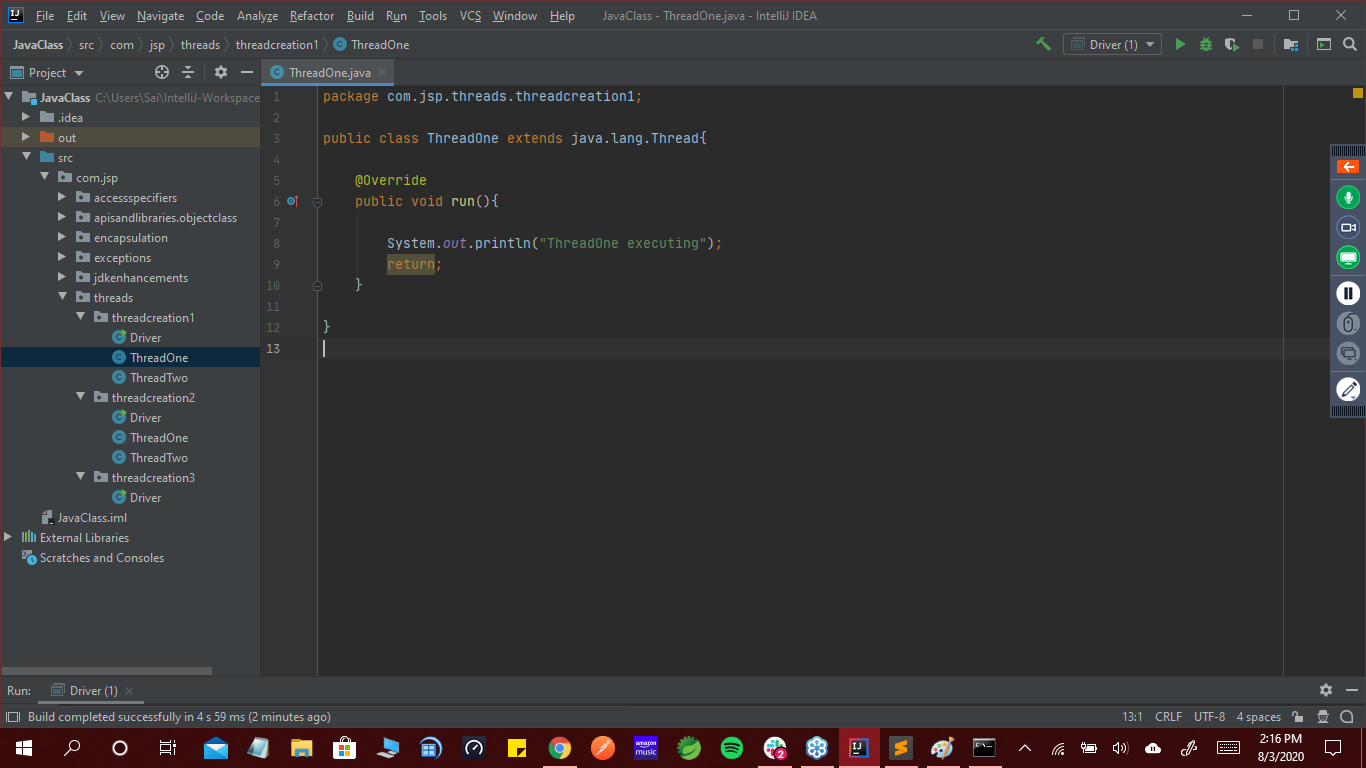 File Edit View Navigate Code Analyze Refactor Build Run Tools VCS Window Help JavaClass - ThreadOne.java - IntelliJ IDEA
JavaClass src com jsp threads threadcreation1 ThreadOne Driver (1)
Project
ThreadOne.java
JavaClass C:\Users\Sai\IntelliJ-Workspace
.idea
out
src
com.jsp
accessspecifiers
apisandlibraries.objectclass
encapsulation
exceptions
jdkenhancements
threads
threadcreation1
Driver
ThreadOne
ThreadTwo
threadcreation2
Driver
ThreadOne
ThreadTwo
threadcreation3
Driver
JavaClass.iml
External Libraries
Scratches and Consoles
1 package com.jsp.threads.threadcreation1;
2
3 public class ThreadOne extends java.lang.Thread{
4
5 @Override
6 public void run(){
7
8 System.out.println("ThreadOne executing");
9 return;
10 }
11
12 }
13
Run: Driver (1)
Build completed successfully in 4 s 59 ms (2 minutes ago) 13:1 CRLF UTF-8 4 spaces
amazon music
2
2:16 PM
8/3/2020